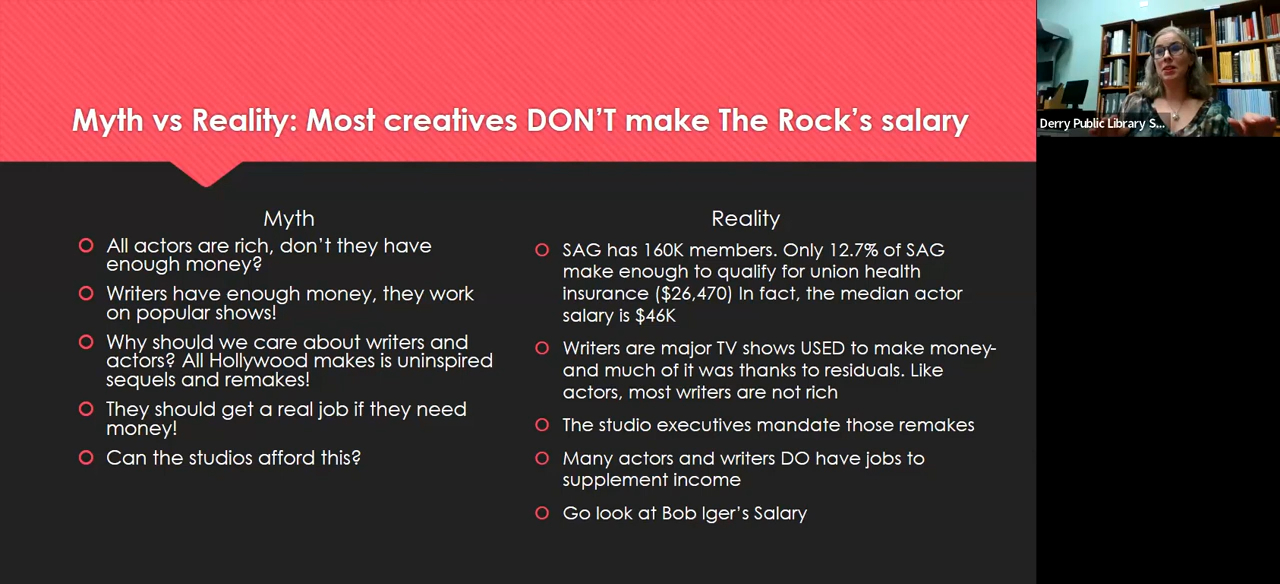 Myth vs Reality: Most creatives DON'T make The Rock's salary
Myth
All actors are rich, don't they have
enough money?
Writers have enough money, they work
on popular shows!
Why should we care about writers and
actors? All Hollywood makes is uninspired
sequels and remakes!
They should get a real job if they need
money!
Can the studios afford this?
Reality
SAG has 160K members. Only 12.7% of SAG
make enough to qualify for union health
insurance ($26,470) In fact, the median actor
salary is $46K
Writers are major TV shows USED to make money-
and much of it was thanks to residuals. Like
actors, most writers are not rich
The studio executives mandate those remakes
Many actors and writers DO have jobs to
supplement income
Go look at Bob Iger's Salary
Derry Public Library S...